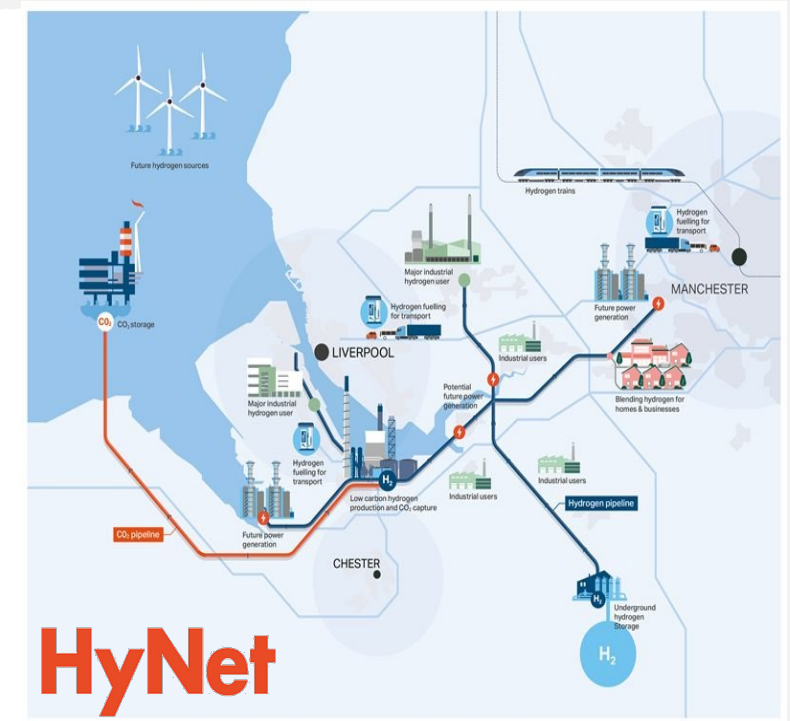 Future hydrogen sources
Hydrogen trains
Hydrogen
fuelling for
transport
MANCHESTER
Major industrial
hydrogen user
Future power
generation
CO₂
CO₂ storage
Hydrogen fuelling
for transport
LIVERPOOL
Industrial users
Major industrial
hydrogen user
Potential
future power
generation
Blending hydrogen for
homes & businesses
Hydrogen
fuelling for
transport
H₂
Low carbon hydrogen
production and CO₂ capture
Industrial users
Industrial users
Hydrogen pipeline
CO₂ pipeline
Future power
generation
CHESTER
H₂
Underground
hydrogen
Storage
H₂
HyNet